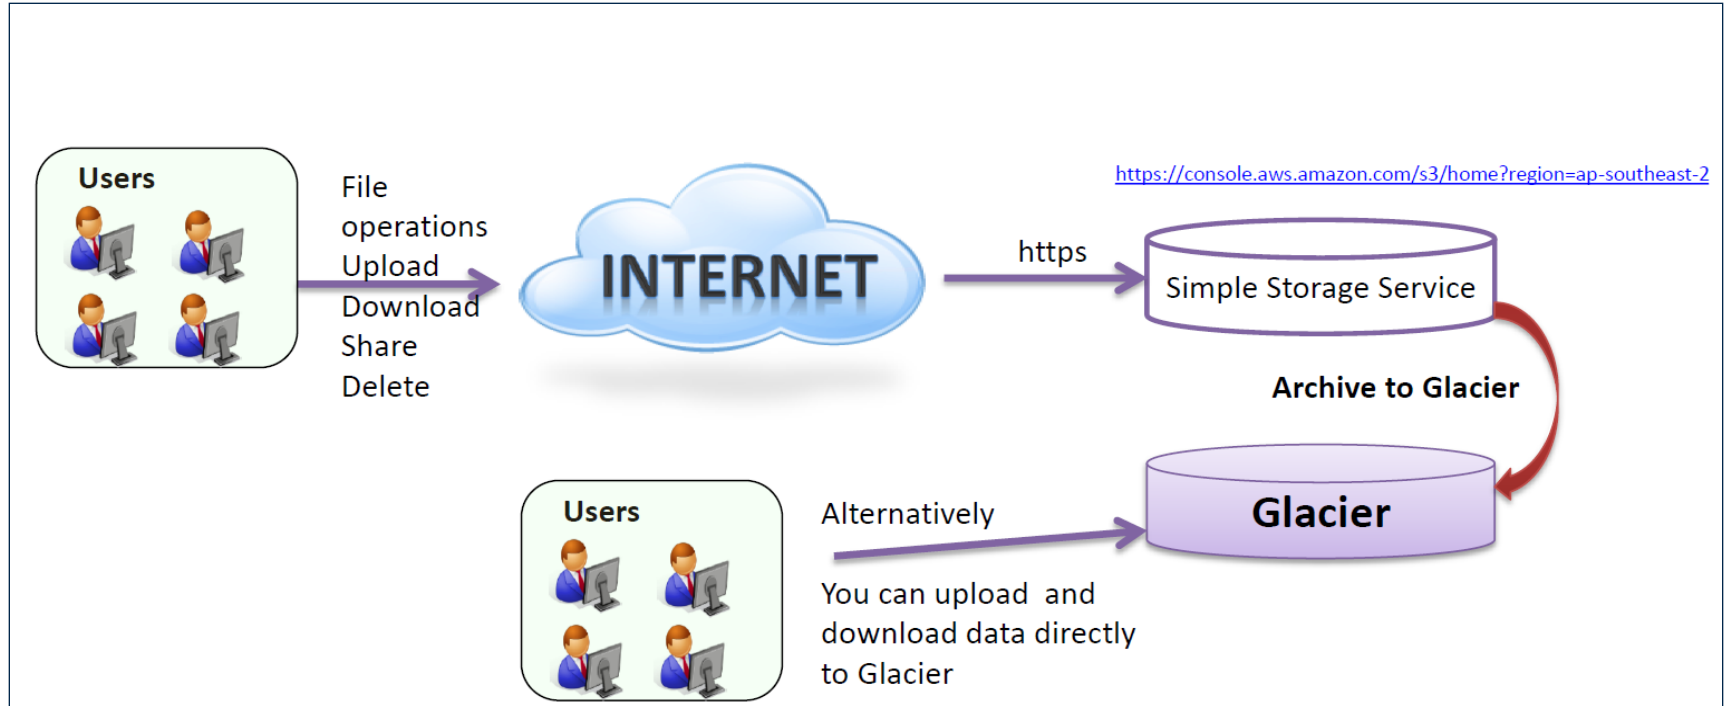 Users
File
operations
Upload
Download
Share
Delete
INTERNET
https
https://console.aws.amazon.com/s3/home?region=ap-southeast-2
Simple Storage Service
Archive to Glacier
Glacier
Users
Alternatively
You can upload and
download data directly
to Glacier